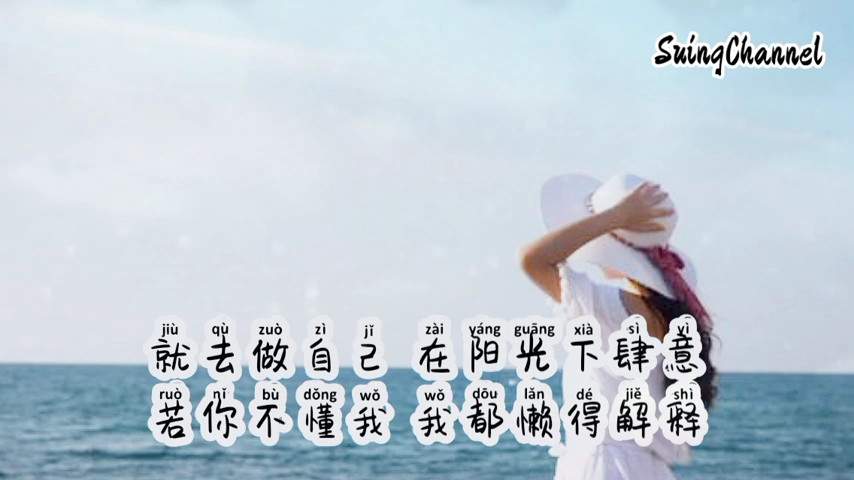 SuingChannel
jiù qù zuò zì jǐ zài yáng guāng xià sì yì
就去做自己 在阳光下肆意
ruò nǐ bù dǒng wǒ wǒ dōu lǎn dé jiě shì
若你不懂我 我都懒得解释